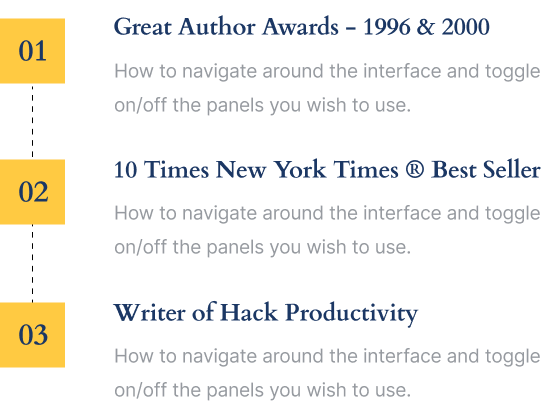 01
Great Author Awards - 1996 & 2000
How to navigate around the interface and toggle
on/off the panels you wish to use.
02
10 Times New York Times ® Best Seller
How to navigate around the interface and toggle
on/off the panels you wish to use.
03
Writer of Hack Productivity
How to navigate around the interface and toggle
on/off the panels you wish to use.